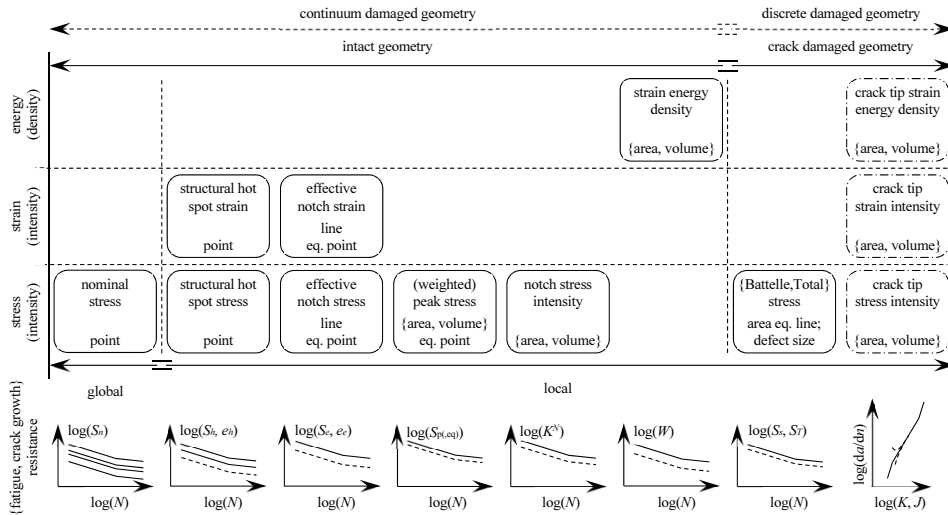 continuum damaged geometry
discrete damaged geometry
intact geometry
crack damaged geometry
energy
(density)
strain energy
density
{area, volume}
crack tip strain
energy density
{area, volume}
strain
(intensity)
structural hot
spot strain
point
effective
notch strain
line
eq. point
crack tip
strain intensity
{area, volume}
stress
(intensity)
nominal
stress
point
structural hot
spot stress
point
effective
notch stress
line
eq. point
(weighted)
peak stress
{area, volume}
eq. point
notch stress
intensity
{area, volume}
{Battelle,Total}
stress
area eq. line;
defect size
crack tip
stress intensity
{area, volume}
global
local
{fatigue, crack growth}
resistance
log(Sn)
log(N)
log(Sh, eh)
log(N)
log(Se, ee)
log(N)
log(Sp(,eq))
log(N)
log(K^N)
log(N)
log(W)
log(N)
log(Ss, ST)
log(N)
log(da/dn)
log(K, J)